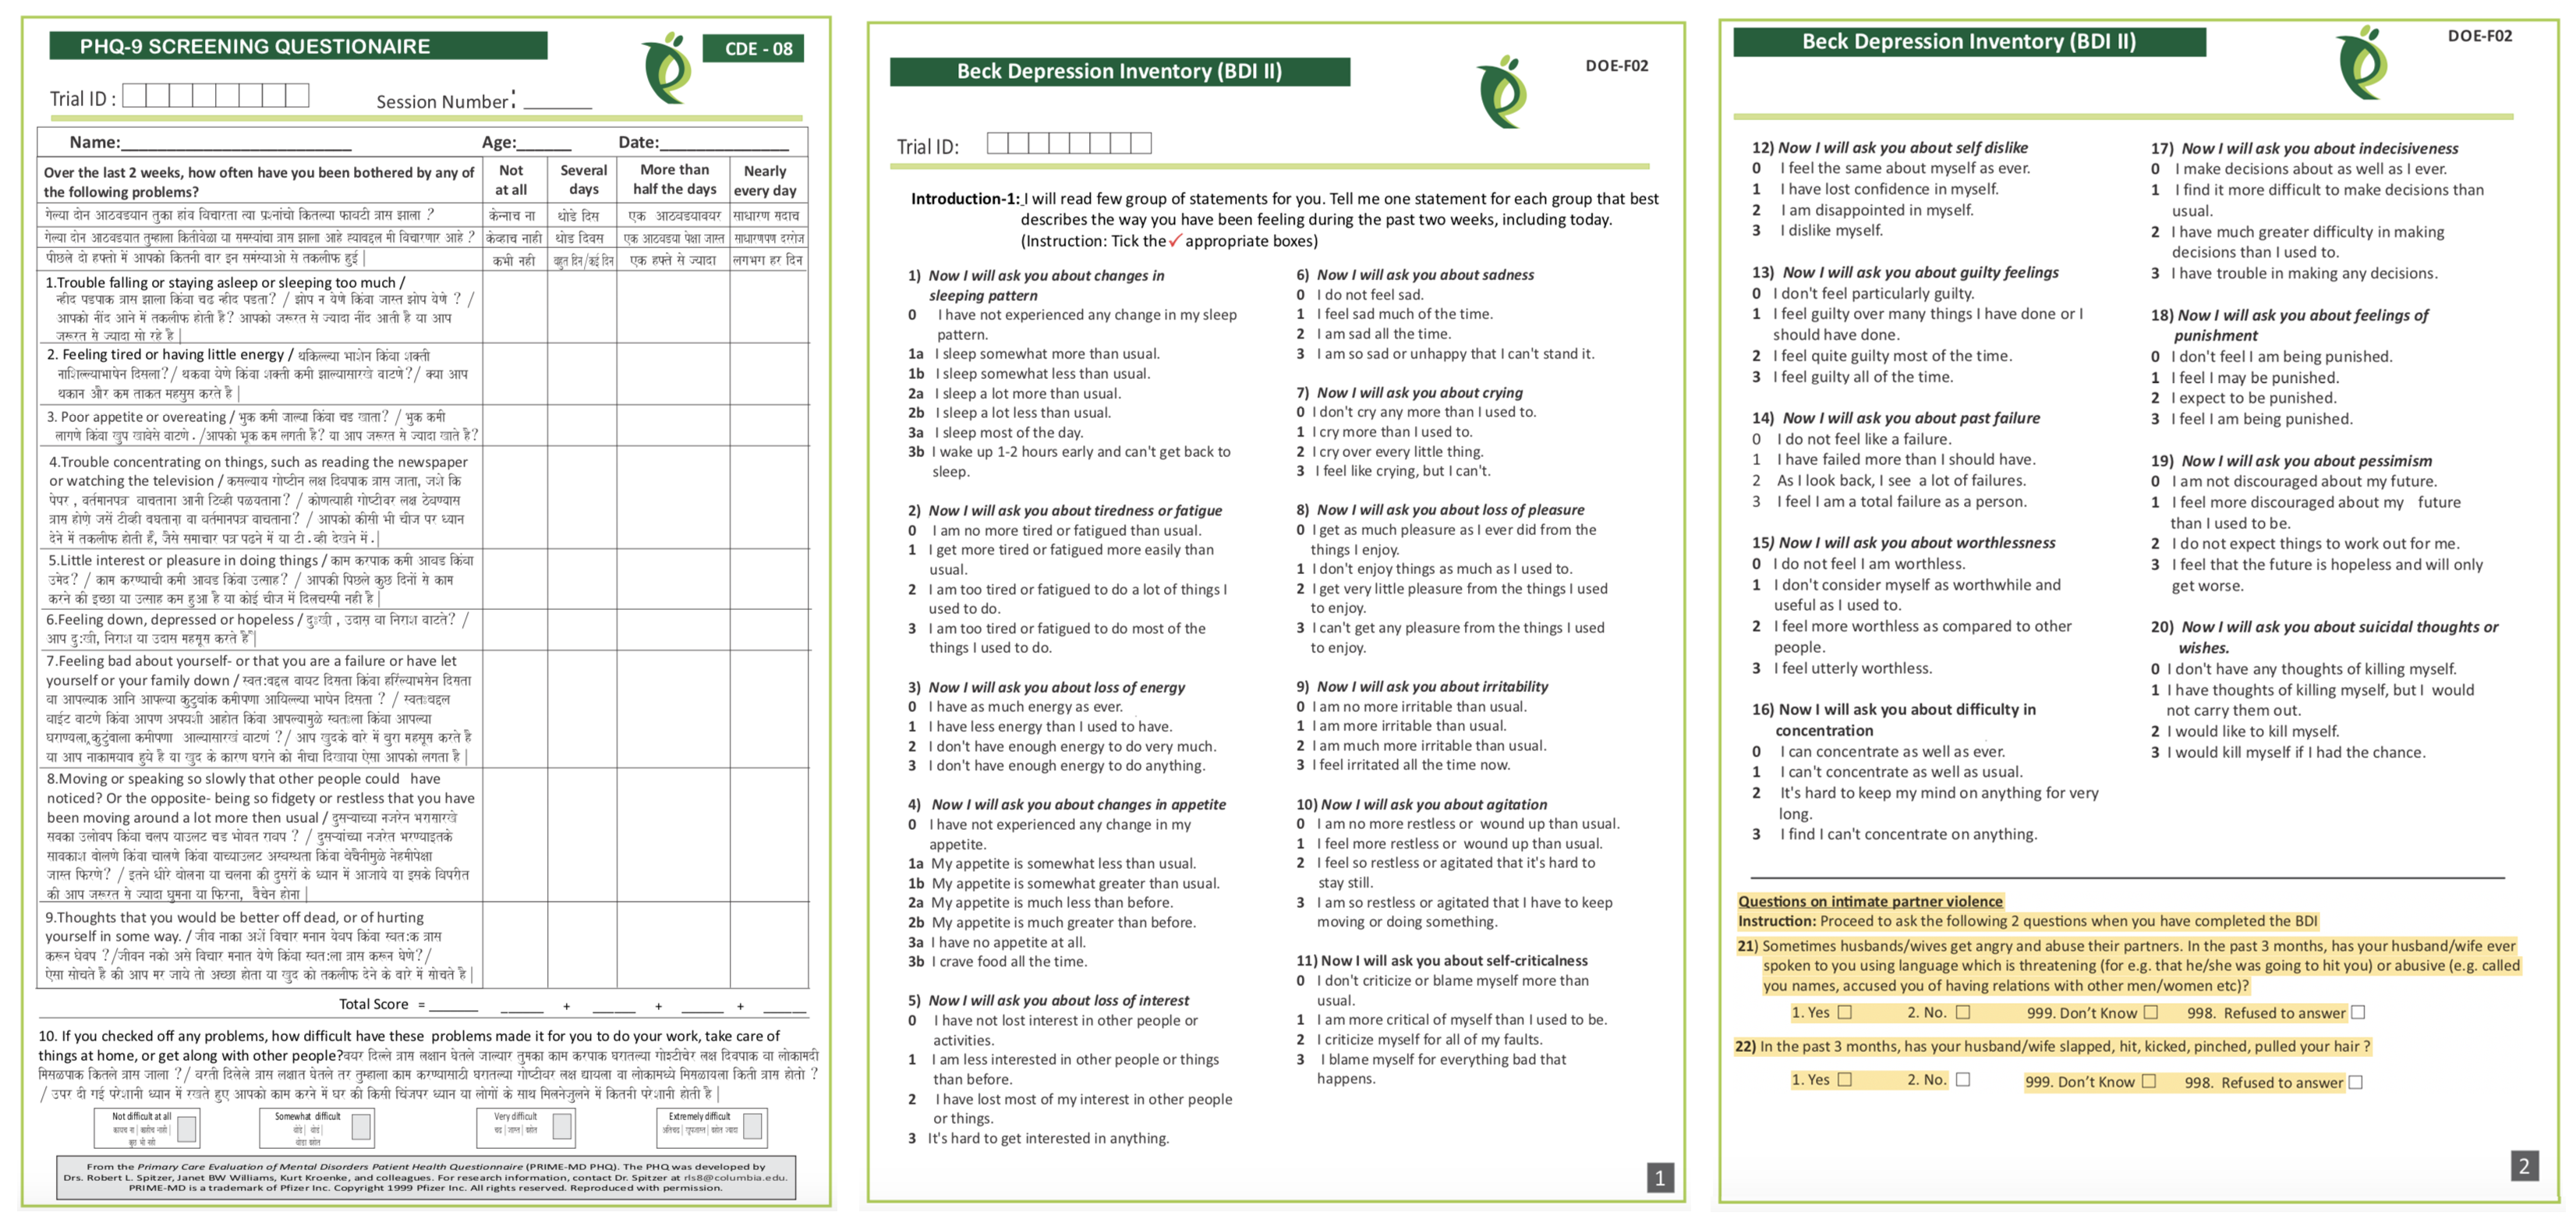 PHQ-9 SCREENING QUESTIONAIRE
CDE - 08
Trial ID :
Session Number:
Name: Age: Date:
Over the last 2 weeks, how often have you been bothered by any of
the following problems?
Not
at all
Several
days
More than
half the days
Nearly
every day
गेल्या दोन आठवडयान तुका हांव विचारता त्या प्रश्नांचो कितल्या फावटी त्रास झाला ?
केन्नाच ना
थोडे दिस
एक आठवडयावयर
साधारण सदाच
गेल्या दोन आठवडयात तुम्हाला कितीवेळा या समस्यांचा त्रास झाला आहे ह्याबद्दल मी विचारणार आहे ?
केव्हाच नाही
थोड दिवस
एक आठवडया पेक्षा जास्त
साधारणपण दररोज
पीछले दो हफ्तो में आपको कितनी बार इन समंस्याओ से तकलीफ हुई |
कभी नही
बहुत दिन/कई दिन
एक हफ्ते से ज्यादा
लगभग हर दिन
1.Trouble falling or staying asleep or sleeping too much /
न्हीद पडपाक त्रास झाला किंवा चढ न्हीद पडता? / झोप न येणे किंवा जास्त झोप येणे ? /
आपको नींद आने में तकलीफ होती है? आपको जरूरत से ज्यादा नींद आती है या आप
जरूरत से ज्यादा सो रहे है |
2. Feeling tired or having little energy / थकिल्ल्या भाशेन किंवा शक्ती
नाशिल्ल्याभाषेन दिसला?/ थकवा येणे किंवा शक्ती कमी झाल्यासारखे वाटणे?/ क्या आप
थकान और कम ताकत महसुस करते है |
3. Poor appetite or overeating / भुक कमी जाल्या किंवा चड खाता? / भुक कमी
लागणे किंवा खुप खावेसे वाटणे . /आपको भूक कम लगती है? या आप जरूरत से ज्यादा खाते है?
4.Trouble concentrating on things, such as reading the newspaper
or watching the television / कसल्याय गोष्टीन लक्ष दिवपाक त्रास जाता, जशे कि
पेपर , वर्तमानपत्र वाचताना आनी टिव्ही पळयताना? / कोणत्याही गोष्टीवर लक्ष ठेवण्यास
त्रास होणे जसें टीव्ही बघताना वा वर्तमानपत्र वाचताना? / आपको कीसी भी चीज पर ध्यान
देने में तकलीफ होती हैं, जैसे समाचार पत्र पढने में या टी.व्ही देखने में .|
5.Little interest or pleasure in doing things / काम करपाक कमी आवड किंवा
उमेद? / काम करण्याची कमी आवड किंवा उत्साह? / आपकी पिछले कुछ दिनों से काम
करने की इच्छा या उत्साह कम हुआ है या कोई चीज में दिलचस्पी नही है |
6.Feeling down, depressed or hopeless / दुःखी , उदास वा निराश वाटते? /
आप दु:खी, निराश या उदास महसूस करते है |
7.Feeling bad about yourself- or that you are a failure or have let
yourself or your family down / स्वत:बद्दल वायट दिसता किंवा हरिंल्याभसेन दिसता
वा आपल्याक आनि आपल्या कुटुबांक कमीपणा आयिल्ल्या भाषेन दिसता ? / स्वतःबद्दल
वाईट वाटणे किंवा आपण अपयशी आहोत किंवा आपल्यामुळे स्वतःला किंवा आपल्या
घराण्यला,कुटुंबाला कमीपणा आल्यासारखं वाटणं ?/ आप खुदके बारे में बुरा महसूस करते है
या आप नाकामयाब हुये है या खुद के कारण घराने को नीचा दिखाया ऐसा आपको लगता है |
8.Moving or speaking so slowly that other people could have
noticed? Or the opposite- being so fidgety or restless that you have
been moving around a lot more then usual / दुसऱ्याच्या नजरेन भरासारखे
सवका उलोवप किंवा चलप याउलट चड भोवत रावप ? / दुसऱ्यांच्या नजरेत भरण्याइतके
सावकाश बोलणे किंवा चालणे किंवा याच्याउलट अस्वस्थता किंवा बेचैनीमुळे नेहमीपेक्षा
जास्त फिरणे? / इतने धीरे बोलना या चलना की दुसरों के ध्यान में आजाये या इसके विपरीत
की आप जरूरत से ज्यादा घुमना या फिरना, बैचेन होना |
9.Thoughts that you would be better off dead, or of hurting
yourself in some way. / जीव नाका अशें विचार मनान येवप किंवा स्वत:क त्रास
करून घेवप ?/जीवन नको असे विचार मनात येणे किंवा स्वत:ला त्रास करून घेणे?/
ऐसा सोचते है की आप मर जाये तो अच्छा होता या खुद को तकलीफ देने के बारे में सोचते है |
Total Score = + + +
10. If you checked off any problems, how difficult have these problems made it for you to do your work, take care of
things at home, or get along with other people?वयर दिल्ले त्रास लक्षान घेतले जाल्यार तुमका काम करपाक घरातल्या गोश्टीचेर लक्ष दिवपाक वा लोकामदी
मिसळपाक कितले त्रास जाला ?/ वरती दिलेले त्रास लक्षात घेतले तर तुम्हाला काम करण्यासाठी घरातल्या गोष्टीवर लक्ष द्यायला वा लोकामध्ये मिसळायला किती त्रास होतो ?
/ उपर दी गई परेशानी ध्यान में रखते हुए आपको काम करने में घर की किसी चिंजपर ध्यान या लोगों के साथ मिलनेजुलने में कितनी परेशानी होती है |
Not difficult at all
Somewhat difficult
Very difficult
Extremely difficult
From the Primary Care Evaluation of Mental Disorders Patient Health Questionnaire (PRIME-MD PHQ). The PHQ was developed by
Drs. Robert L. Spitzer, Janet BW Williams, Kurt Kroenke, and colleagues. For research information, contact Dr. Spitzer at rls8@columbia.edu.
PRIME-MD is a trademark of Pfizer Inc. Copyright 1999 Pfizer Inc. All rights reserved. Reproduced with permission.
Beck Depression Inventory (BDI II)
DOE-F02
Trial ID:
Introduction-1: I will read few group of statements for you. Tell me one statement for each group that best
describes the way you have been feeling during the past two weeks, including today.
(Instruction: Tick the ✓ appropriate boxes)
1) Now I will ask you about changes in
sleeping pattern
0 I have not experienced any change in my sleep
pattern.
1a I sleep somewhat more than usual.
1b I sleep somewhat less than usual.
2a I sleep a lot more than usual.
2b I sleep a lot less than usual.
3a I sleep most of the day.
3b I wake up 1-2 hours early and can't get back to
sleep.
2) Now I will ask you about tiredness or fatigue
0 I am no more tired or fatigued than usual.
1 I get more tired or fatigued more easily than
usual.
2 I am too tired or fatigued to do a lot of things I
used to do.
3 I am too tired or fatigued to do most of the
things I used to do.
3) Now I will ask you about loss of energy
0 I have as much energy as ever.
1 I have less energy than I used to have.
2 I don't have enough energy to do very much.
3 I don't have enough energy to do anything.
4) Now I will ask you about changes in appetite
0 I have not experienced any change in my
appetite.
1a My appetite is somewhat less than usual.
1b My appetite is somewhat greater than usual.
2a My appetite is much less than before.
2b My appetite is much greater than before.
3a I have no appetite at all.
3b I crave food all the time.
5) Now I will ask you about loss of interest
0 I have not lost interest in other people or
activities.
1 I am less interested in other people or things
than before.
2 I have lost most of my interest in other people
or things.
3 It's hard to get interested in anything.
6) Now I will ask you about sadness
0 I do not feel sad.
1 I feel sad much of the time.
2 I am sad all the time.
3 I am so sad or unhappy that I can't stand it.
7) Now I will ask you about crying
0 I don't cry any more than I used to.
1 I cry more than I used to.
2 I cry over every little thing.
3 I feel like crying, but I can't.
8) Now I will ask you about loss of pleasure
0 I get as much pleasure as I ever did from the
things I enjoy.
1 I don't enjoy things as much as I used to.
2 I get very little pleasure from the things I used
to enjoy.
3 I can't get any pleasure from the things I used
to enjoy.
9) Now I will ask you about irritability
0 I am no more irritable than usual.
1 I am more irritable than usual.
2 I am much more irritable than usual.
3 I feel irritated all the time now.
10) Now I will ask you about agitation
0 I am no more restless or wound up than usual.
1 I feel more restless or wound up than usual.
2 I feel so restless or agitated that it's hard to
stay still.
3 I am so restless or agitated that I have to keep
moving or doing something.
11) Now I will ask you about self-criticalness
0 I don't criticize or blame myself more than
usual.
1 I am more critical of myself than I used to be.
2 I criticize myself for all of my faults.
3 I blame myself for everything bad that
happens.
1
Beck Depression Inventory (BDI II)
DOE-F02
12) Now I will ask you about self dislike
0 I feel the same about myself as ever.
1 I have lost confidence in myself.
2 I am disappointed in myself.
3 I dislike myself.
13) Now I will ask you about guilty feelings
0 I don't feel particularly guilty.
1 I feel guilty over many things I have done or I
should have done.
2 I feel quite guilty most of the time.
3 I feel guilty all of the time.
14) Now I will ask you about past failure
0 I do not feel like a failure.
1 I have failed more than I should have.
2 As I look back, I see a lot of failures.
3 I feel I am a total failure as a person.
15) Now I will ask you about worthlessness
0 I do not feel I am worthless.
1 I don't consider myself as worthwhile and
useful as I used to.
2 I feel more worthless as compared to other
people.
3 I feel utterly worthless.
16) Now I will ask you about difficulty in
concentration
0 I can concentrate as well as ever.
1 I can't concentrate as well as usual.
2 It's hard to keep my mind on anything for very
long.
3 I find I can't concentrate on anything.
17) Now I will ask you about indecisiveness
0 I make decisions about as well as I ever.
1 I find it more difficult to make decisions than
usual.
2 I have much greater difficulty in making
decisions than I used to.
3 I have trouble in making any decisions.
18) Now I will ask you about feelings of
punishment
0 I don't feel I am being punished.
1 I feel I may be punished.
2 I expect to be punished.
3 I feel I am being punished.
19) Now I will ask you about pessimism
0 I am not discouraged about my future.
1 I feel more discouraged about my future
than I used to be.
2 I do not expect things to work out for me.
3 I feel that the future is hopeless and will only
get worse.
20) Now I will ask you about suicidal thoughts or
wishes.
0 I don't have any thoughts of killing myself.
1 I have thoughts of killing myself, but I would
not carry them out.
2 I would like to kill myself.
3 I would kill myself if I had the chance.
Questions on intimate partner violence
Instruction: Proceed to ask the following 2 questions when you have completed the BDI
21) Sometimes husbands/wives get angry and abuse their partners. In the past 3 months, has your husband/wife ever
spoken to you using language which is threatening (for e.g. that he/she was going to hit you) or abusive (e.g. called
you names, accused you of having relations with other men/women etc)?
1. Yes 2. No. 999. Don't Know 998. Refused to answer
22) In the past 3 months, has your husband/wife slapped, hit, kicked, pinched, pulled your hair ?
1. Yes 2. No. 999. Don't Know 998. Refused to answer
2